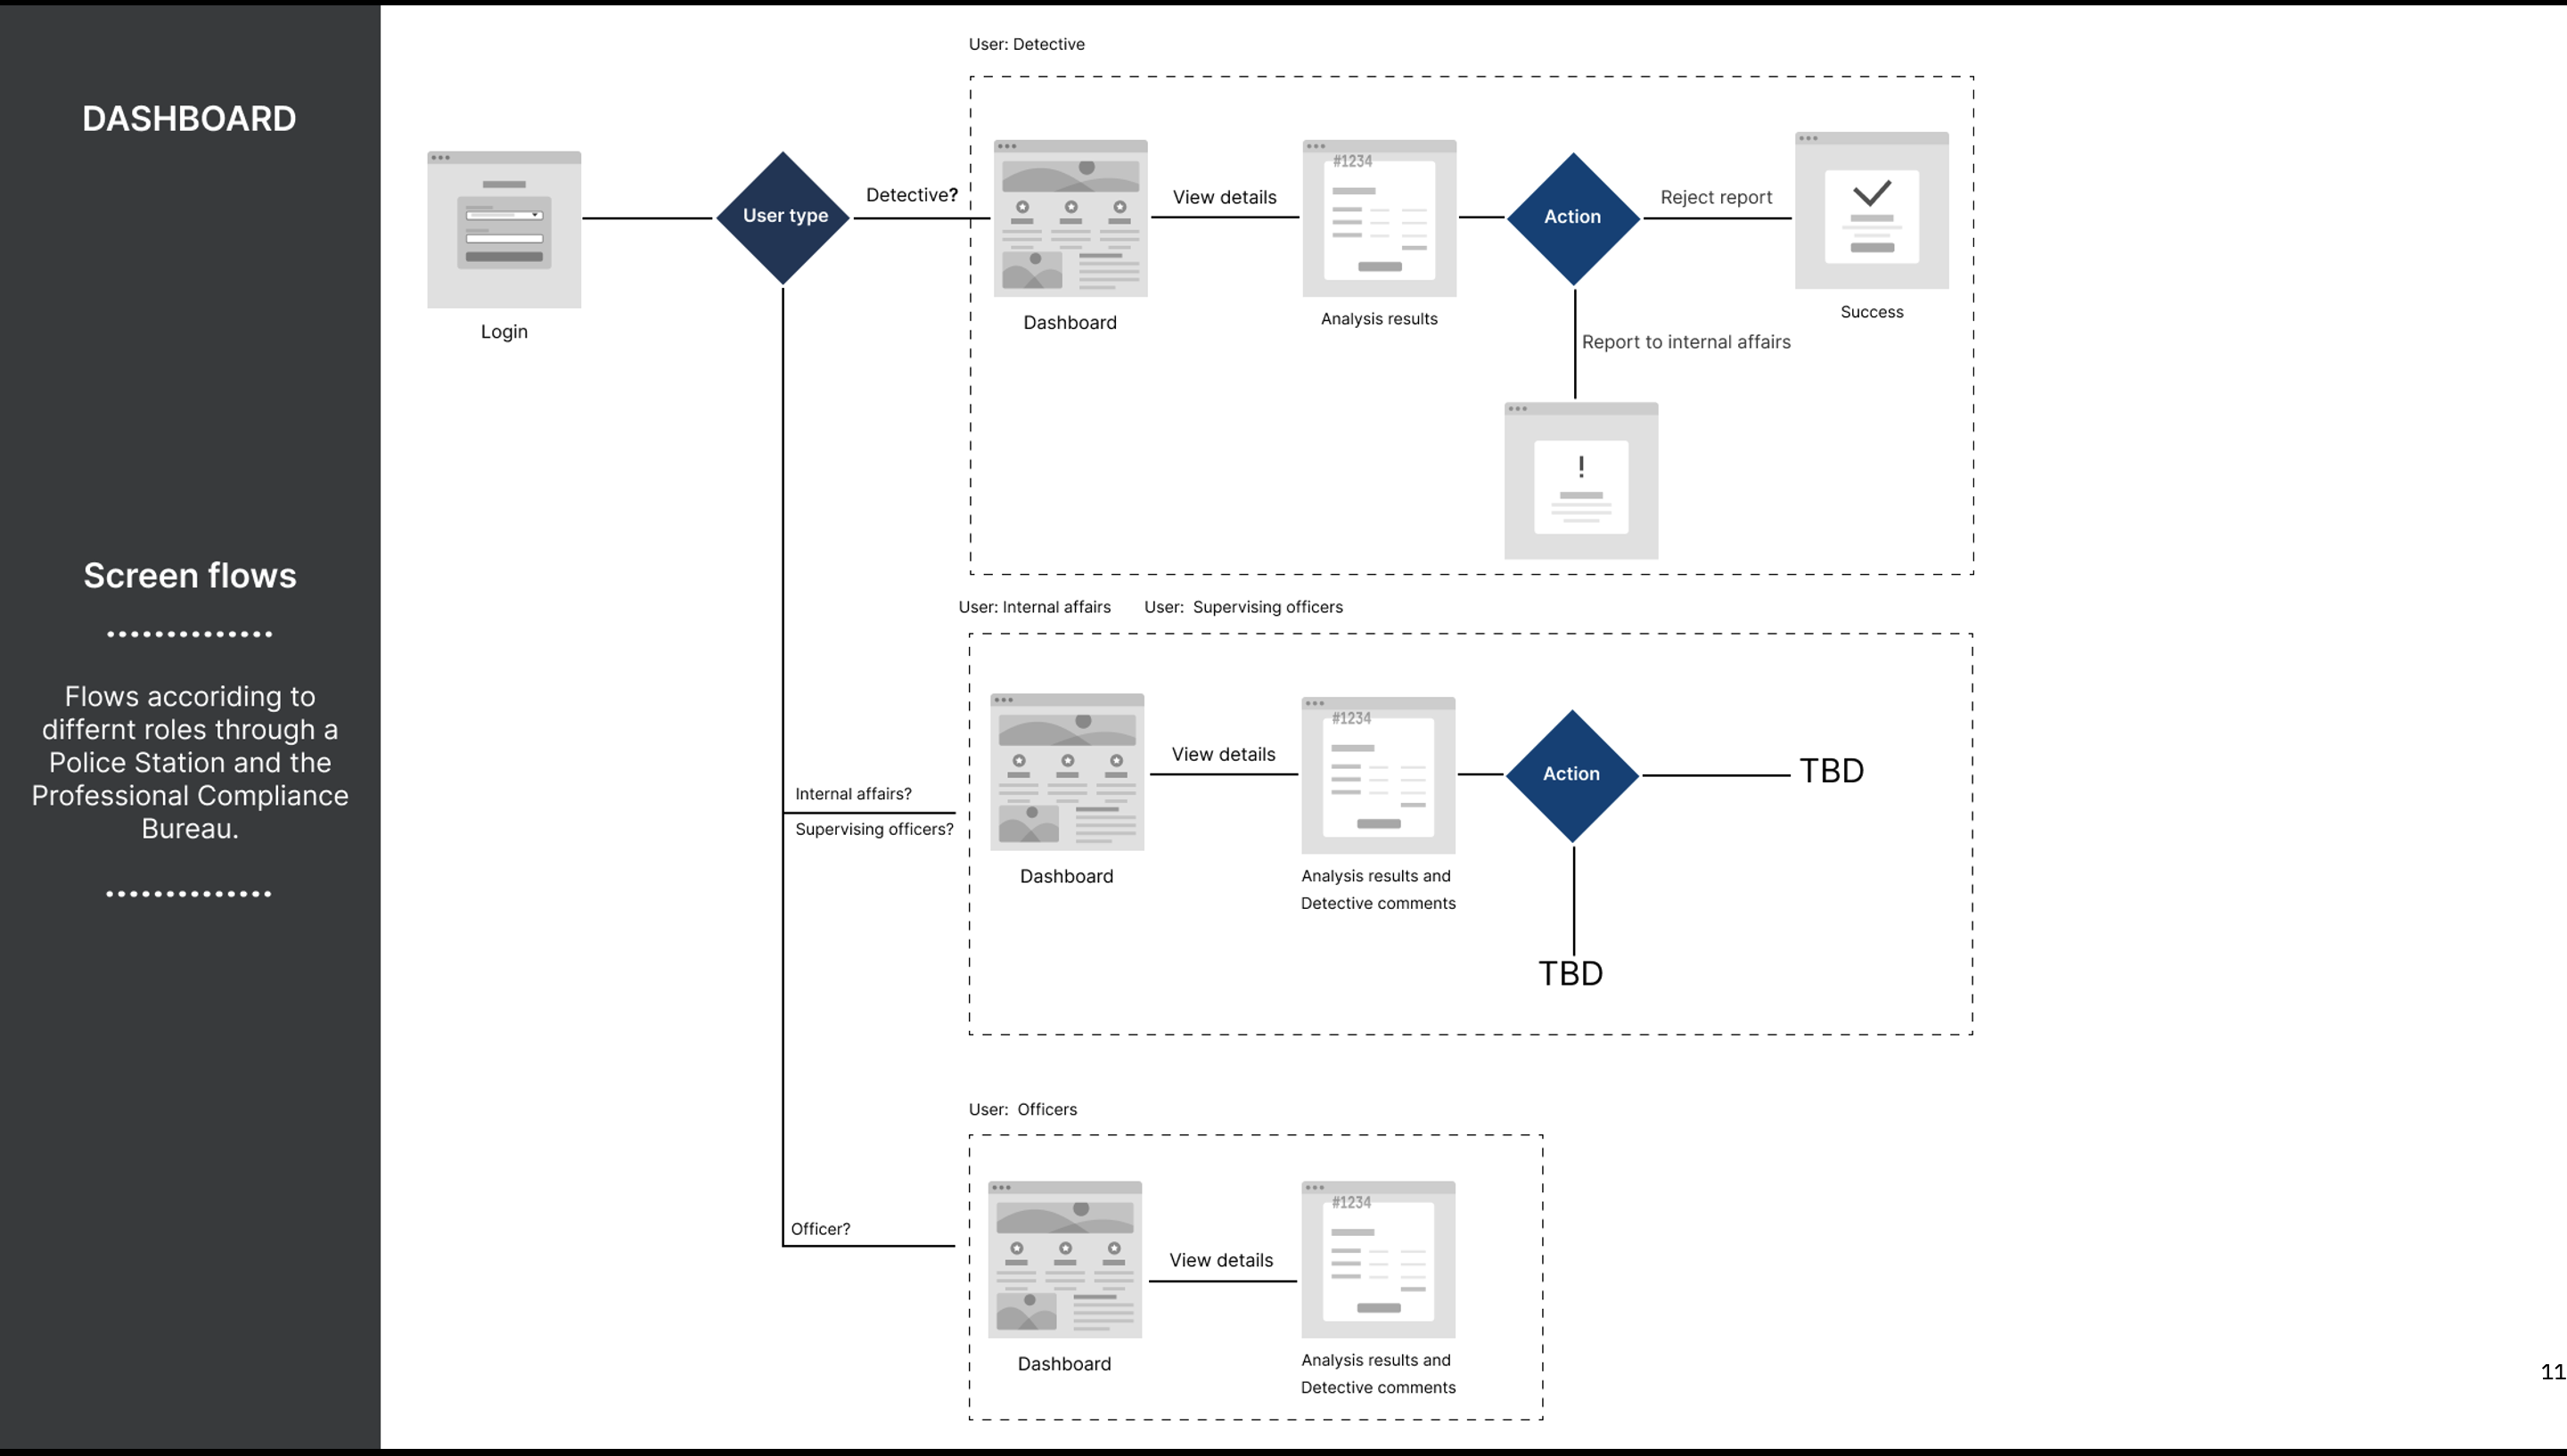 DASHBOARD
Screen flows
Flows accoriding to
differnt roles through a
Police Station and the
Professional Compliance
Bureau.
User: Detective
Login
User type
Detective?
Dashboard
View details
#1234
Analysis results
Action
Reject report
Success
Report to internal affairs
!
User: Internal affairs
User: Supervising officers
Internal affairs?
Supervising officers?
Dashboard
View details
#1234
Analysis results and
Detective comments
Action
TBD
TBD
User: Officers
Officer?
Dashboard
View details
#1234
Analysis results and
Detective comments
11